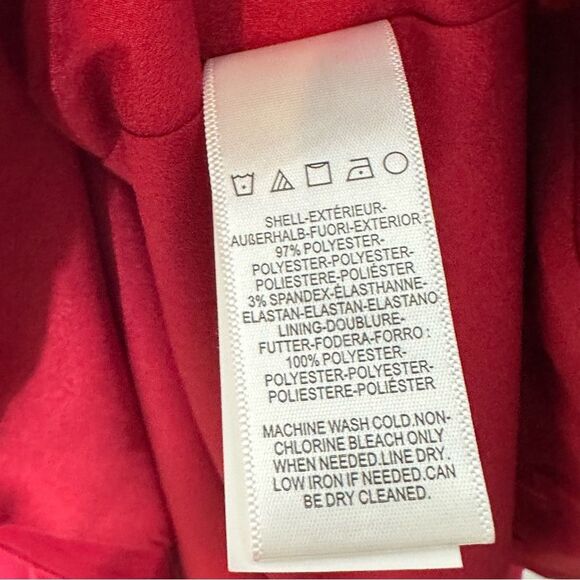 SHELL-EXTÉRIEUR-
AUßERHALB-FUORI-EXTERIOR:
97% POLYESTER-
POLYESTER-POLYESTER-
POLIESTERE-POLIÉSTER
3% SPANDEX-ÉLASTHANNE-
ELASTAN-ELASTAN-ELASTANO
LINING-DOUBLURE-
FUTTER-FODERA-FORRO :
100% POLYESTER-
POLYESTER-POLYESTER-
POLIESTERE-POLIÉSTER
MACHINE WASH COLD.NON-
CHLORINE BLEACH ONLY
WHEN NEEDED.LINE DRY.
LOW IRON IF NEEDED.CAN
BE DRY CLEANED.